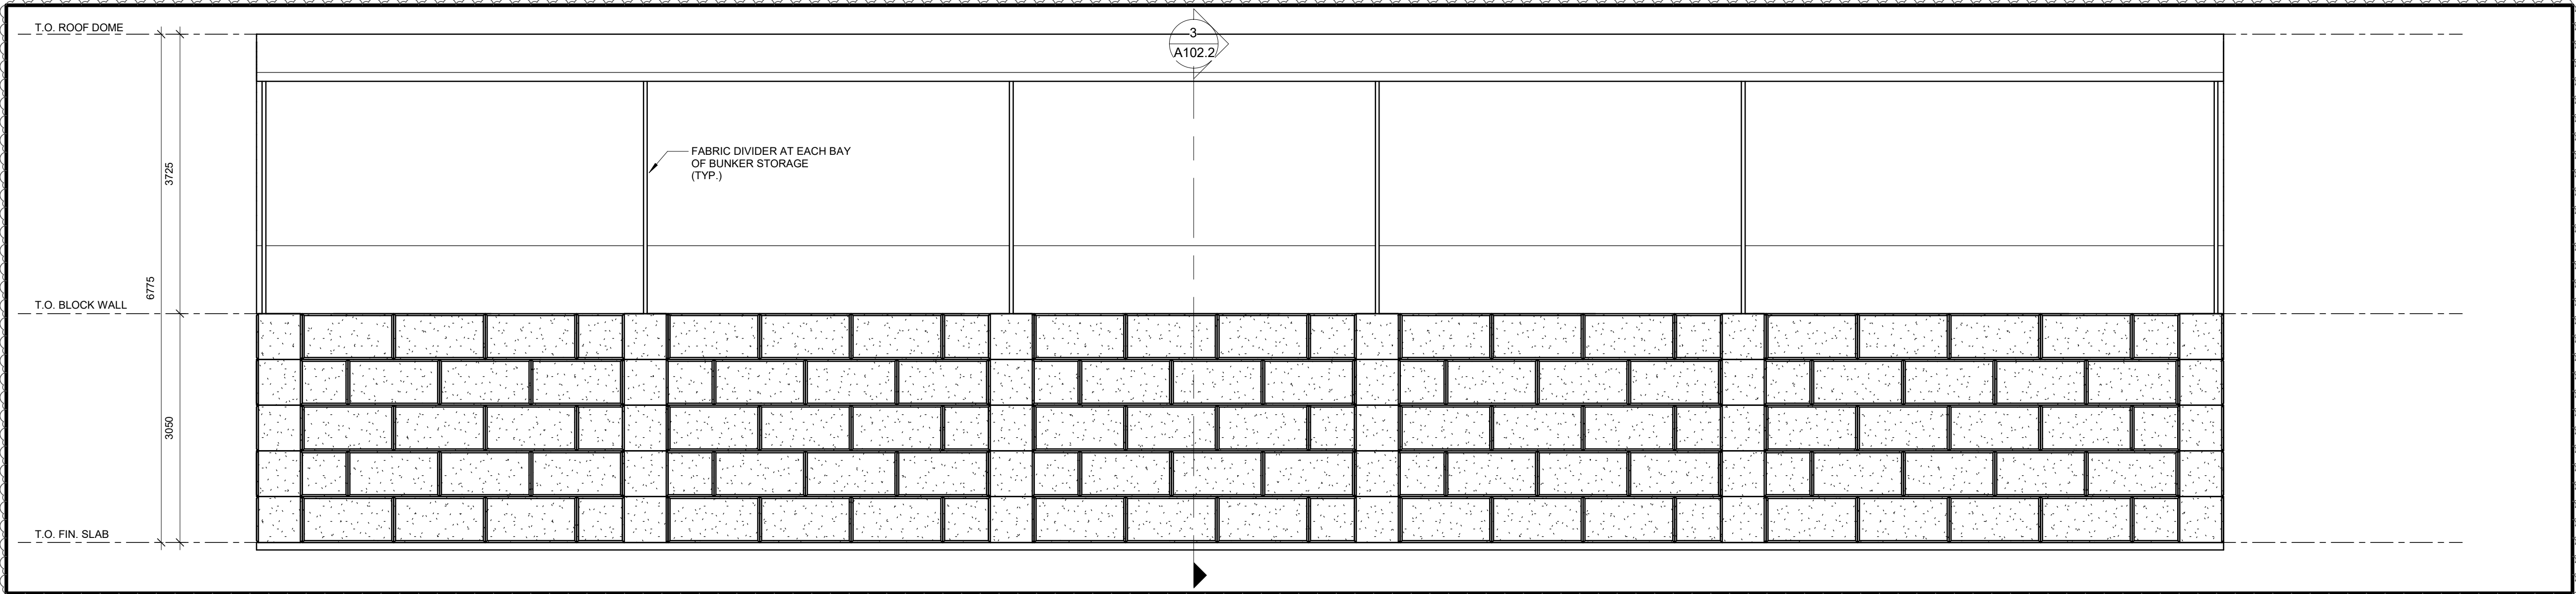 T.O. ROOF DOME
3
A102.2
FABRIC DIVIDER AT EACH BAY
OF BUNKER STORAGE
(TYP.)
3725
6775
T.O. BLOCK WALL
3050
T.O. FIN. SLAB